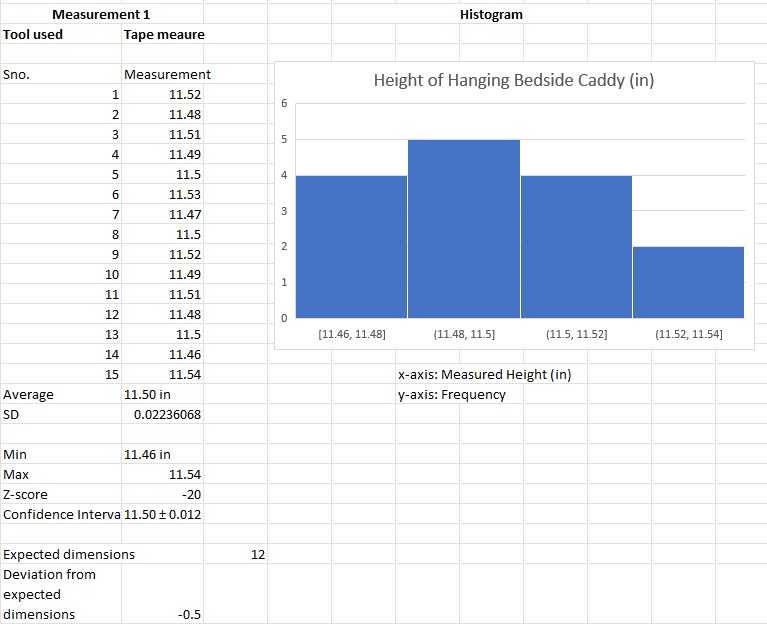 Measurement 1
Histogram
Tool used Tape meaure
Sno. Measurement
1 11.52
2 11.48
3 11.51
4 11.49
5 11.5
6 11.53
7 11.47
8 11.5
9 11.52
10 11.49
11 11.51
12 11.48
13 11.5
14 11.46
15 11.54
Average 11.50 in
SD 0.02236068
Min 11.46 in
Max 11.54
Z-score -20
Confidence Interva 11.50 ± 0.012
Expected dimensions 12
Deviation from
expected
dimensions -0.5
Height of Hanging Bedside Caddy (in)
6
5
4
3
2
1
0
[11.46, 11.48] (11.48, 11.5] (11.5, 11.52] (11.52, 11.54]
x-axis: Measured Height (in)
y-axis: Frequency